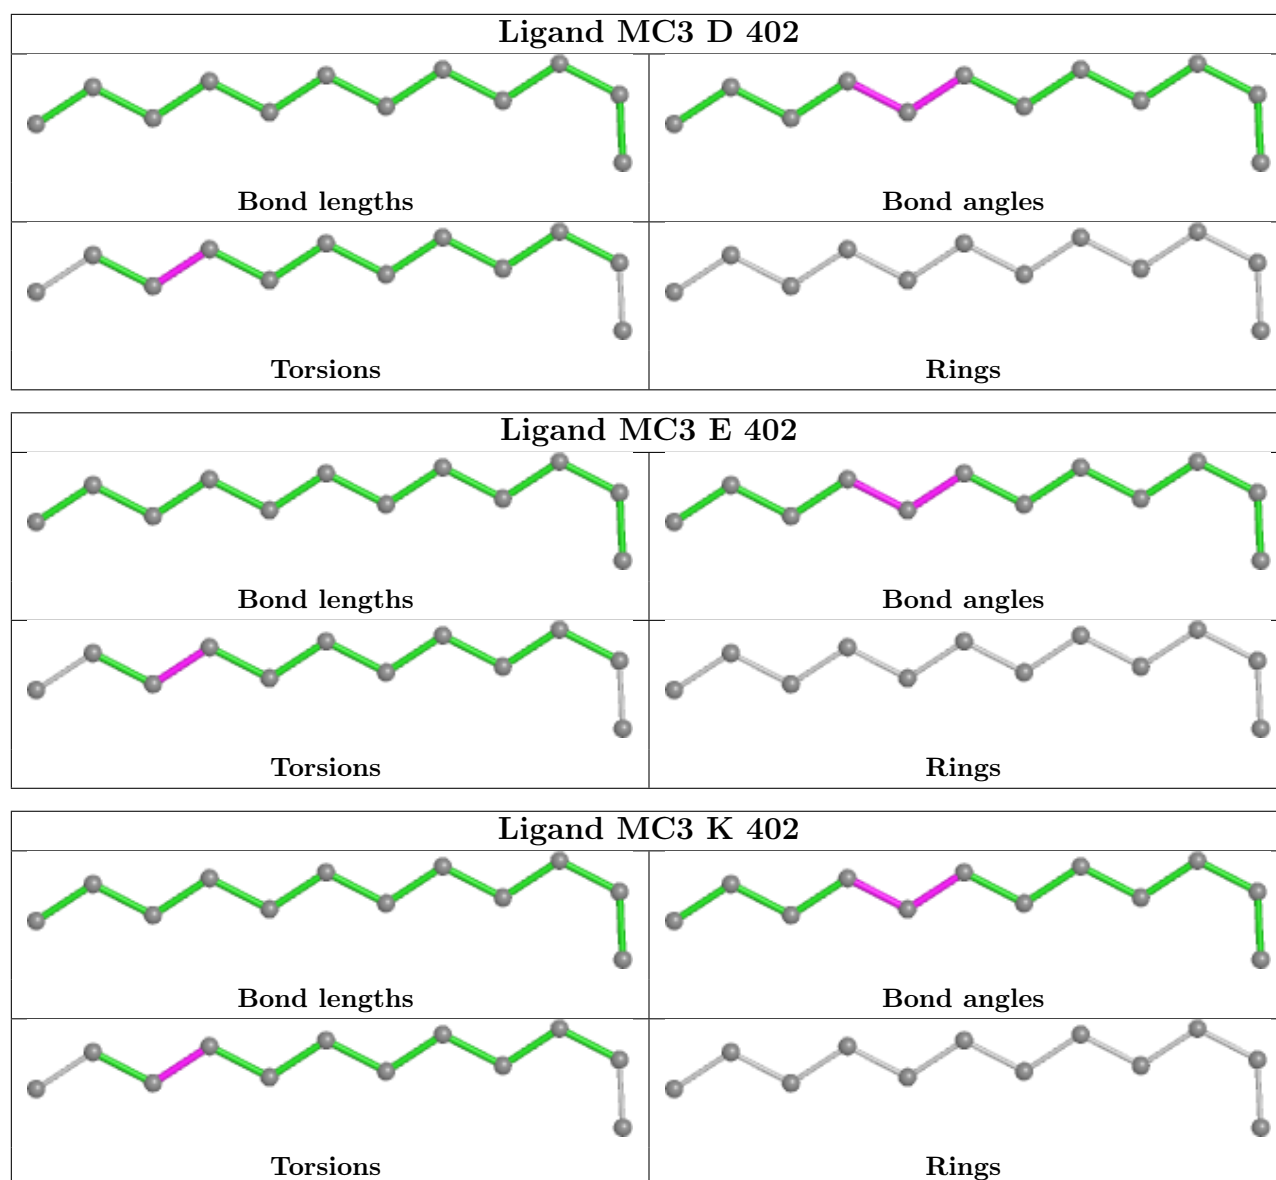 Ligand MC3 D 402
Bond lengths
Bond angles
Torsions
Rings
Ligand MC3 E 402
Bond lengths
Bond angles
Torsions
Rings
Ligand MC3 K 402
Bond lengths
Bond angles
Torsions
Rings